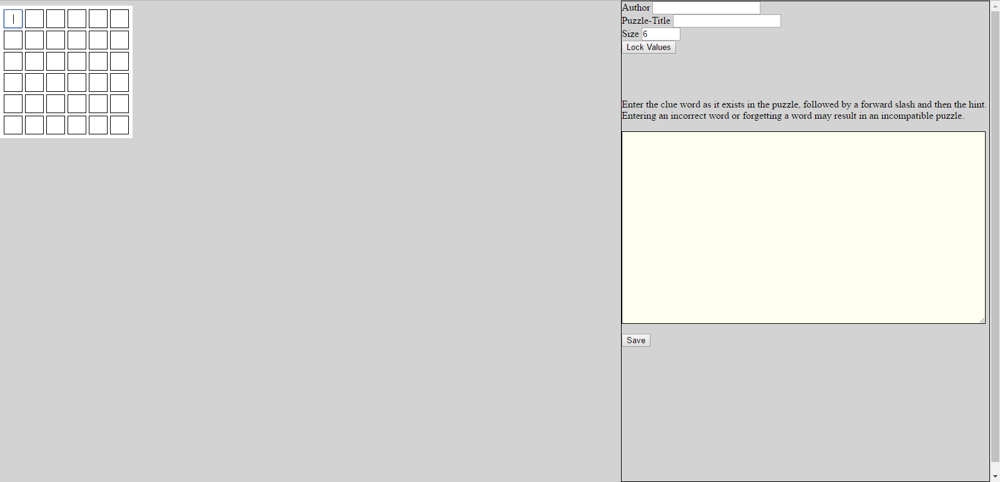 Author
Puzzle-Title
Size 6
Lock Values
Enter the clue word as it exists in the puzzle, followed by a forward slash and then the hint.
Entering an incorrect word or forgetting a word may result in an incompatible puzzle.
Save